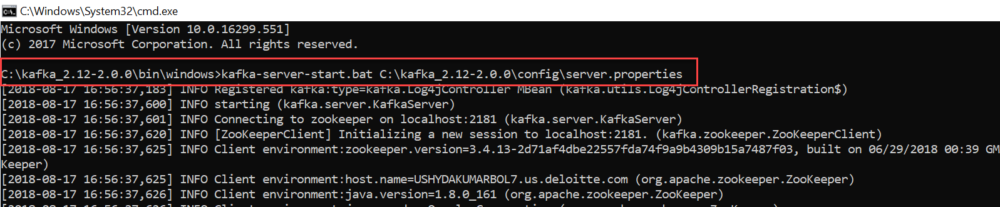 C:\Windows\System32\cmd.exe
Microsoft Windows [Version 10.0.16299.551]
(c) 2017 Microsoft Corporation. All rights reserved.
C:\kafka_2.12-2.0.0\bin\windows>kafka-server-start.bat C:\kafka_2.12-2.0.0\config\server.properties
[2018-08-17 16:56:37,183] INFO Registered kafka:type=kafka.Log4jController MBean (kafka.utils.Log4jControllerRegistration$)
[2018-08-17 16:56:37,600] INFO starting (kafka.server.KafkaServer)
[2018-08-17 16:56:37,601] INFO Connecting to zookeeper on localhost:2181 (kafka.server.KafkaServer)
[2018-08-17 16:56:37,620] INFO [ZooKeeperClient] Initializing a new session to localhost:2181. (kafka.zookeeper.ZooKeeperClient)
[2018-08-17 16:56:37,625] INFO Client environment:zookeeper.version=3.4.13-2d71af4dbe22557fda74f9a9b4309b15a7487f03, built on 06/29/2018 00:39 GM
Keeper)
[2018-08-17 16:56:37,625] INFO Client environment:host.name=USHYDAKUMARBOL7.us.deloitte.com (org.apache.zookeeper.ZooKeeper)
[2018-08-17 16:56:37,626] INFO Client environment:java.version=1.8.0_161 (org.apache.zookeeper.ZooKeeper)